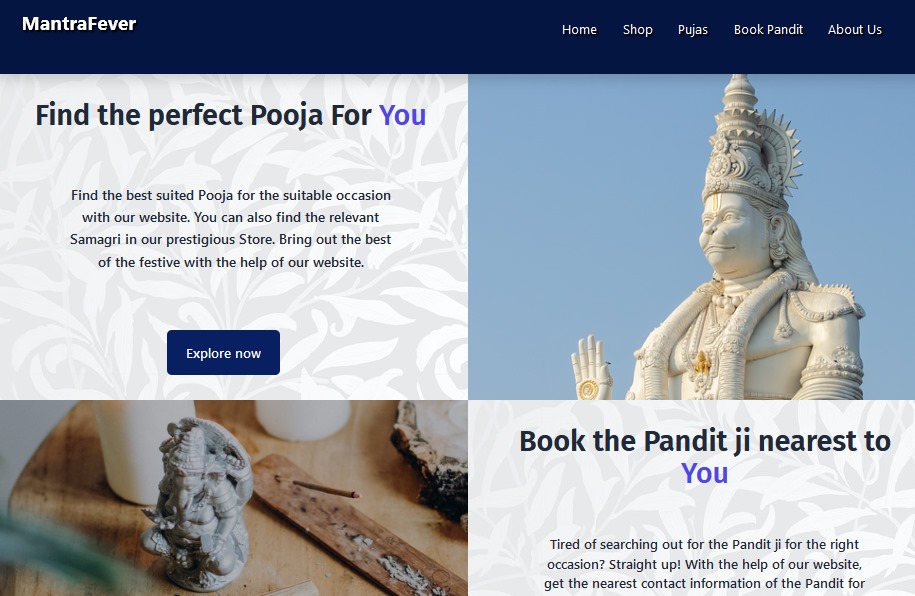 MantraFever
Home Shop Pujas Book Pandit About Us
Find the perfect Pooja For You
Find the best suited Pooja for the suitable occasion
with our website. You can also find the relevant
Samagri in our prestigious Store. Bring out the best
of the festive with the help of our website.
Explore now
Book the Pandit ji nearest to
You
Tired of searching out for the Pandit ji for the right
occasion? Straight up! With the help of our website,
get the nearest contact information of the Pandit for